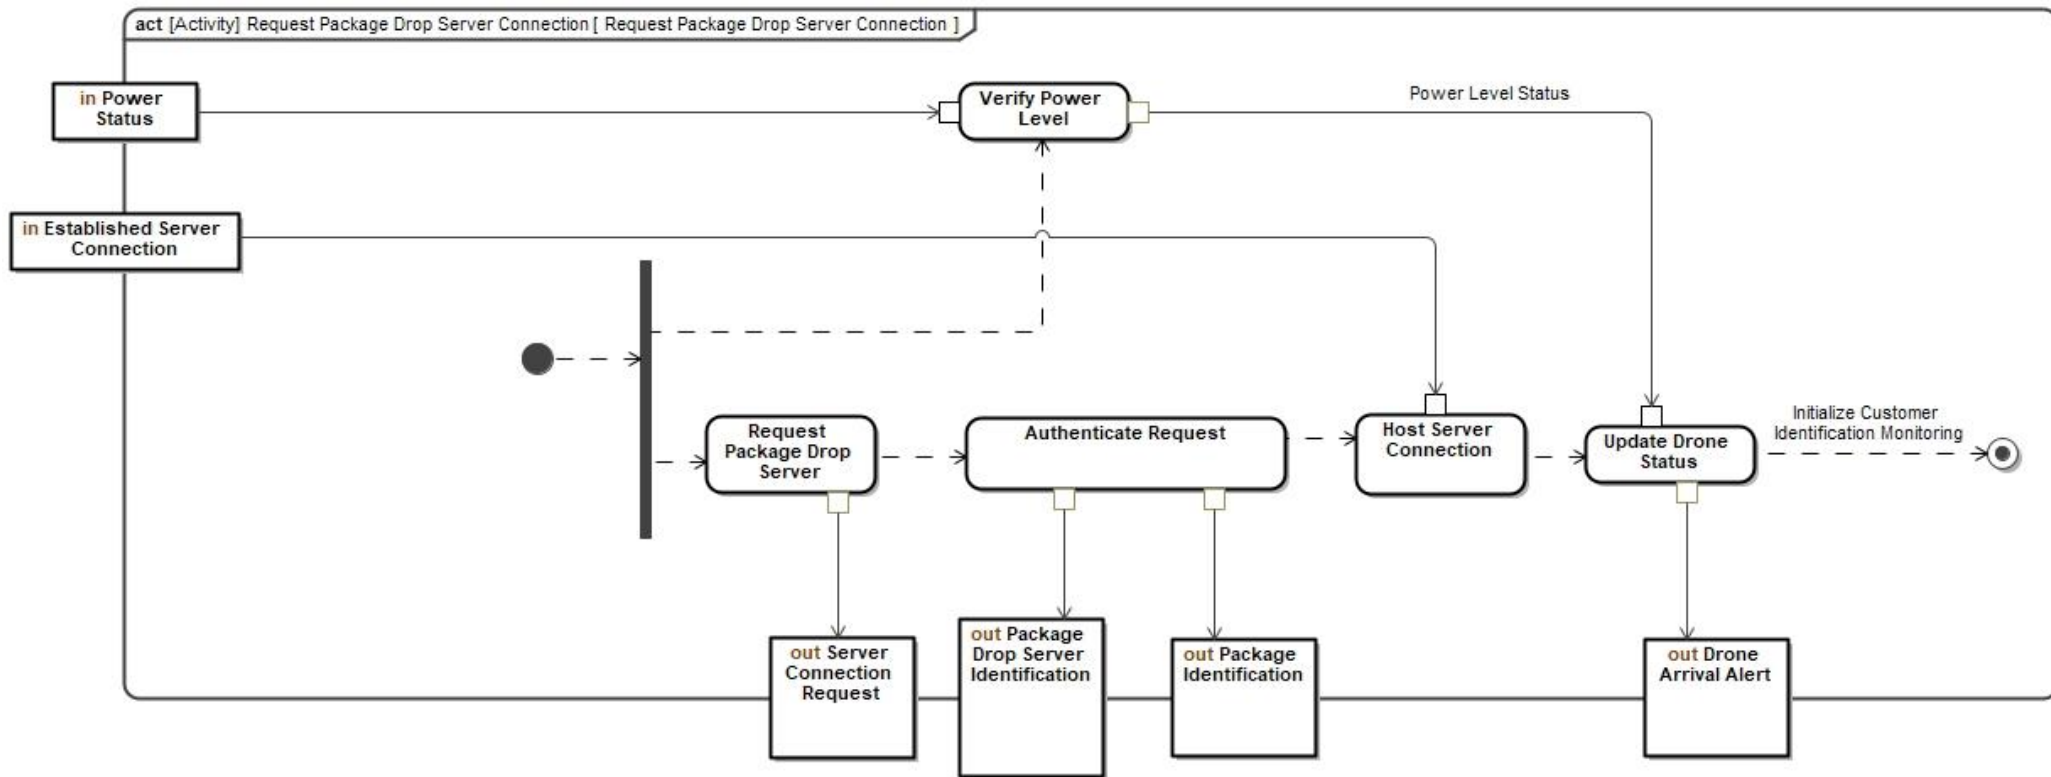 act [Activity] Request Package Drop Server Connection [ Request Package Drop Server Connection ]
in Power
Status
Verify Power
Level
Power Level Status
in Established Server
Connection
Request
Package Drop
Server
Authenticate Request
Host Server
Connection
Update Drone
Status
Initialize Customer
Identification Monitoring
out Server
Connection
Request
out Package
Drop Server
Identification
out Package
Identification
out Drone
Arrival Alert